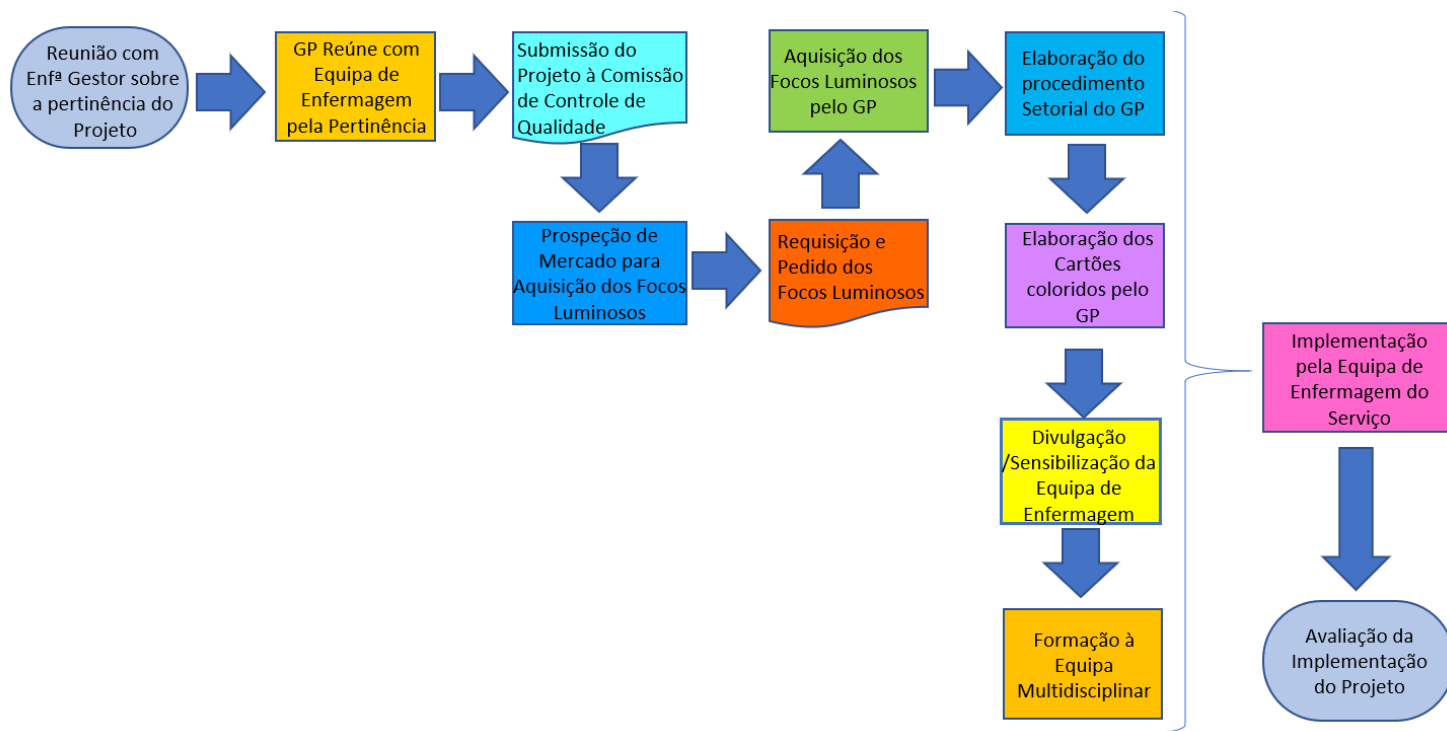 Reunião com
Enfª Gestor sobre
a pertinência do
Projeto
GP Reúne com
Equipa de
Enfermagem
pela Pertinência
Submissão do
Projeto à Comissão
de Controle de
Qualidade
Prospeção de
Mercado para
Aquisição dos Focos
Luminosos
Requisição e
Pedido dos
Focos Luminosos
Aquisição dos
Focos Luminosos
pelo GP
Elaboração do
procedimento
Setorial do GP
Elaboração dos
Cartões
coloridos pelo
GP
Divulgação
/Sensibilização da
Equipa de
Enfermagem
Formação à
Equipa
Multidisciplinar
Implementação
pela Equipa de
Enfermagem do
Serviço
Avaliação da
Implementação
do Projeto